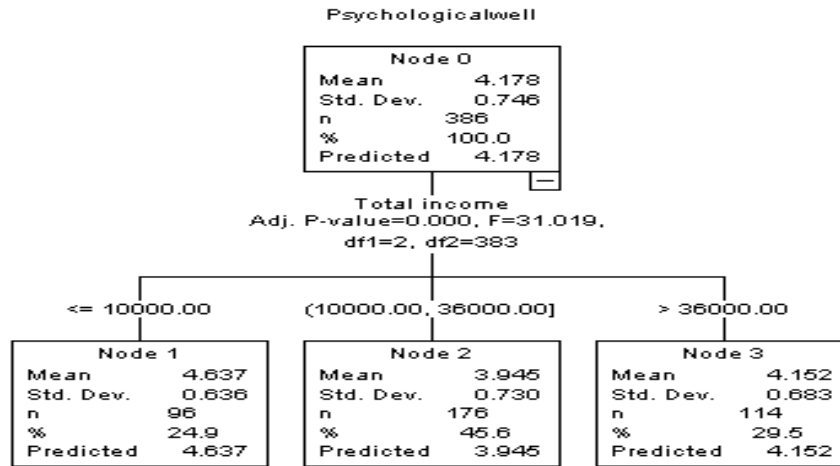 Psychologicalwell
Node 0
Mean 4.178
Std. Dev. 0.746
n 386
% 100.0
Predicted 4.178
Total income
Adj. P-value=0.000, F=31.019,
df1=2, df2=383
<= 10000.00
(10000.00, 36000.00]
> 36000.00
Node 1
Mean 4.637
Std. Dev. 0.636
n 96
% 24.9
Predicted 4.637
Node 2
Mean 3.945
Std. Dev. 0.730
n 176
% 45.6
Predicted 3.945
Node 3
Mean 4.152
Std. Dev. 0.683
n 114
% 29.5
Predicted 4.152